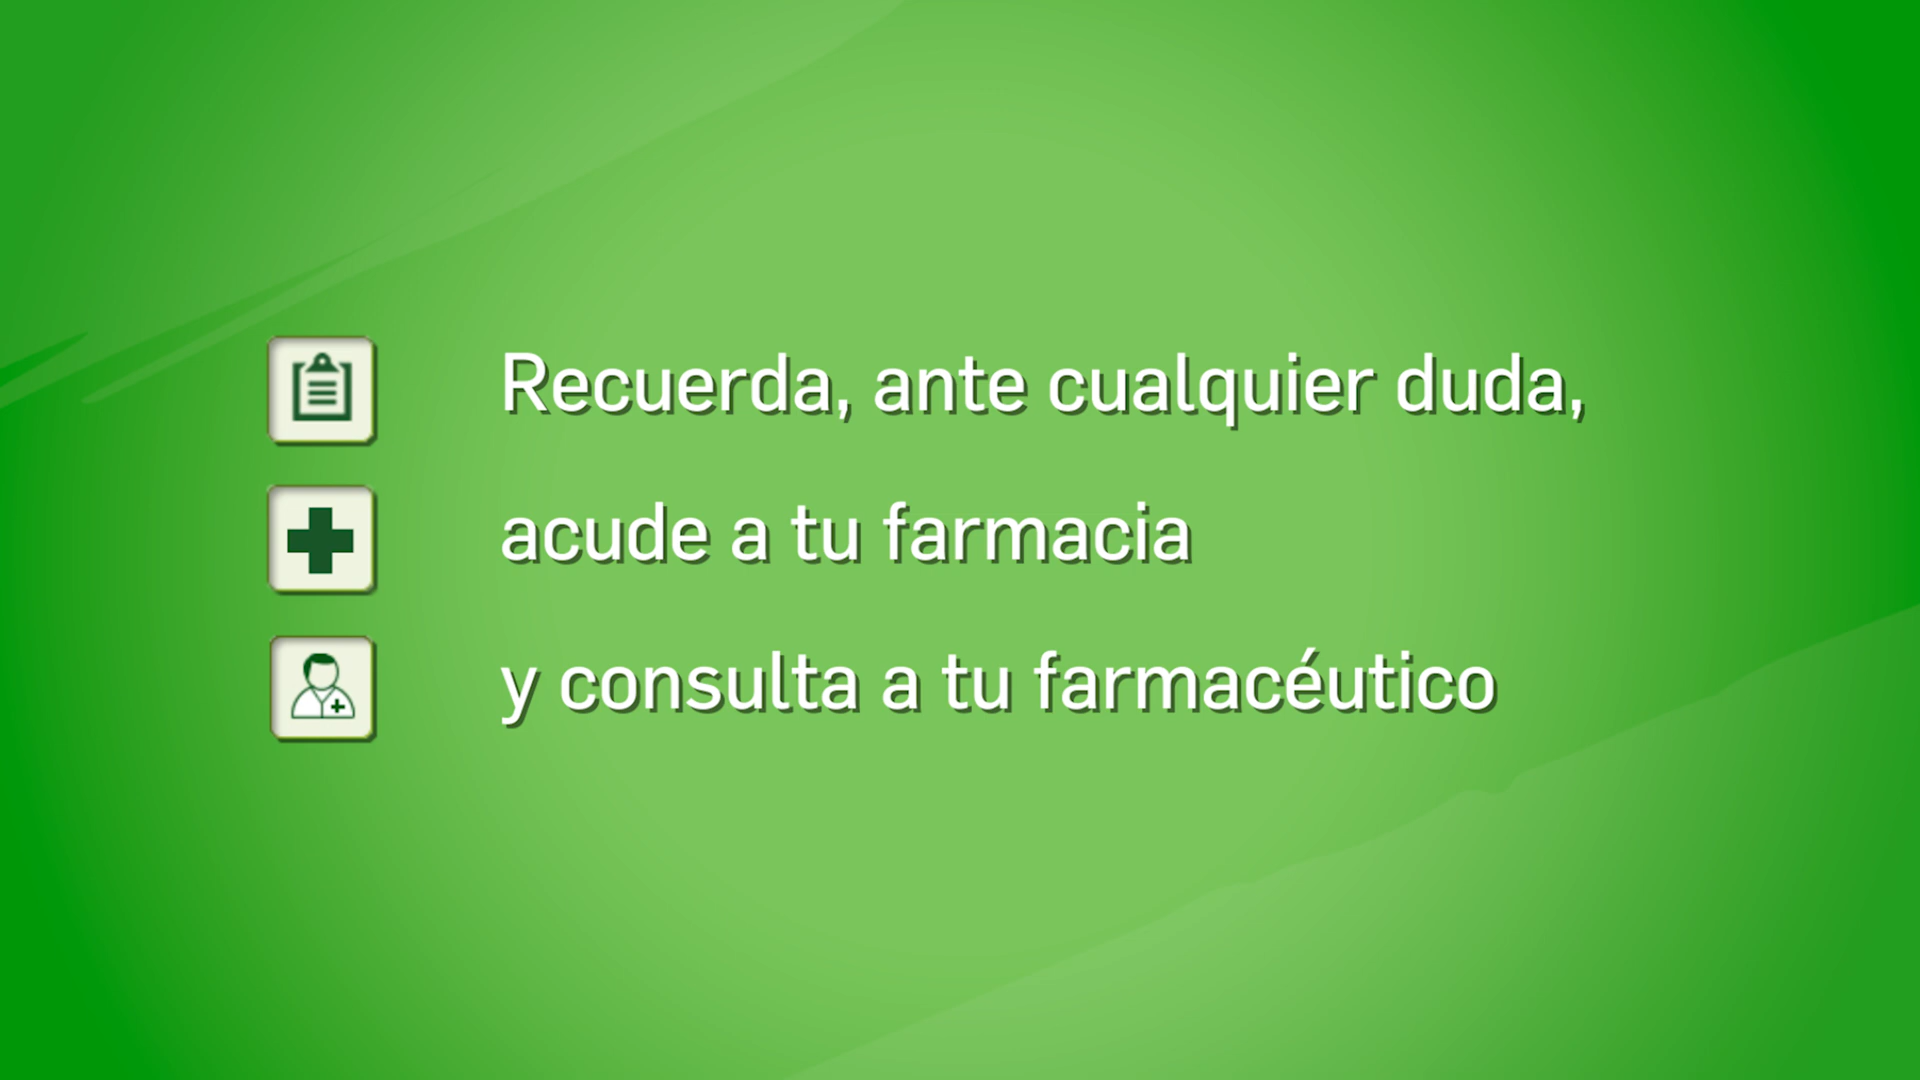 Recuerda, ante cualquier duda,
acude a tu farmacia
y consulta a tu farmacéutico